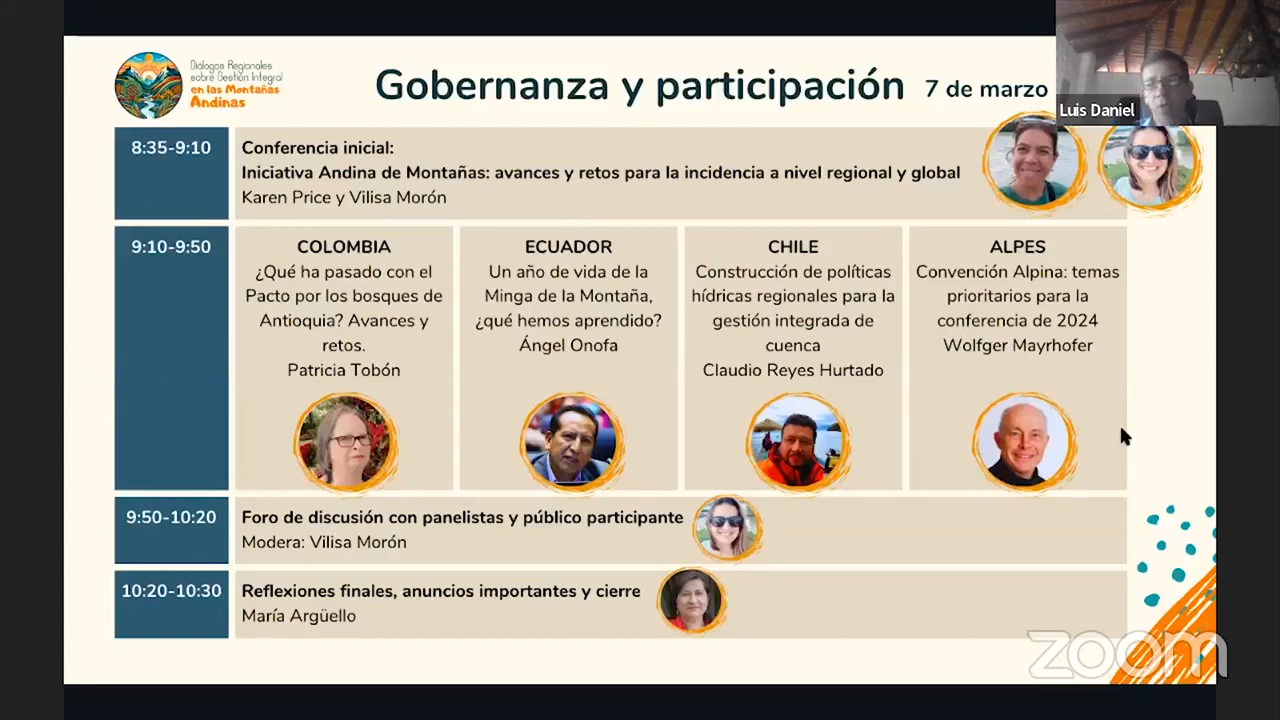 Diálogos Regionales
sobre Gestión Integral
en las Montañas
Andinas
Gobernanza y participación 7 de marzo
Luis Daniel
8:35-9:10
Conferencia inicial:
Iniciativa Andina de Montañas: avances y retos para la incidencia a nivel regional y global
Karen Price y Vilisa Morón
9:10-9:50
COLOMBIA
¿Qué ha pasado con el
Pacto por los bosques de
Antioquia? Avances y
retos.
Patricia Tobón
ECUADOR
Un año de vida de la
Minga de la Montaña,
¿qué hemos aprendido?
Ángel Onofa
CHILE
Construcción de políticas
hídricas regionales para la
gestión integrada de
cuenca
Claudio Reyes Hurtado
ALPES
Convención Alpina: temas
prioritarios para la
conferencia de 2024
Wolfger Mayrhofer
9:50-10:20
Foro de discusión con panelistas y público participante
Modera: Vilisa Morón
10:20-10:30
Reflexiones finales, anuncios importantes y cierre
María Argüello
zoom